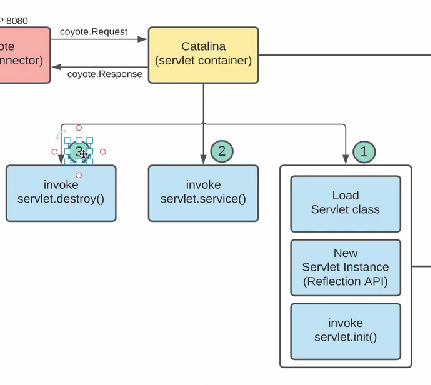 P 8080
coyote.Request
ote
nnector)
Catalina
(servlet container)
coyote.Response
3
2
1
invoke
servlet.destroy()
invoke
servlet.service()
Load
Servlet class
New
Servlet Instance
(Reflection API)
invoke
servlet.init()